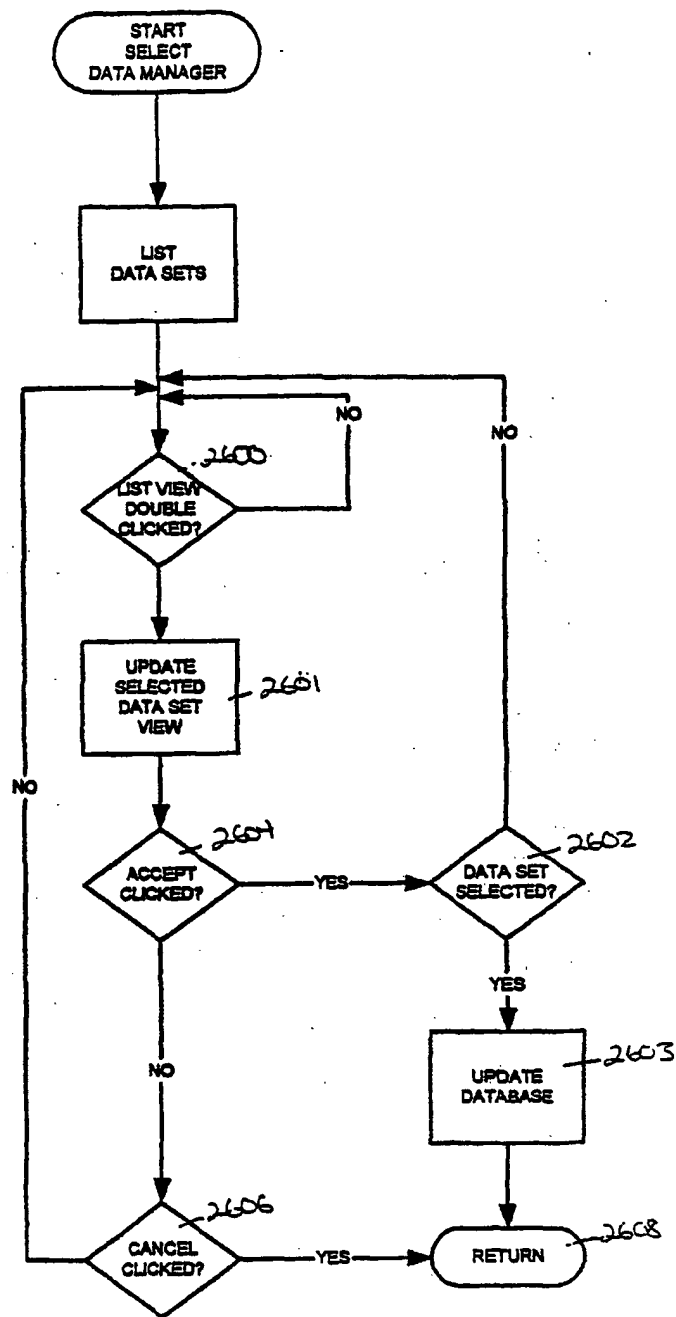 START
SELECT
DATA MANAGER
LIST
DATA SETS
NO
NO
2600
LIST VIEW
DOUBLE
CLICKED?
UPDATE
SELECTED
DATA SET
VIEW
2601
NO
2604
ACCEPT
CLICKED?
YES
2602
DATA SET
SELECTED?
YES
NO
UPDATE
DATABASE
2603
2606
CANCEL
CLICKED?
YES
RETURN
2608